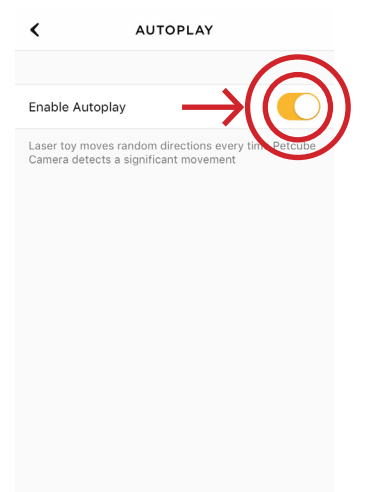 AUTOPLAY
Enable Autoplay
Laser toy moves random directions every time Petcube
Camera detects a significant movement